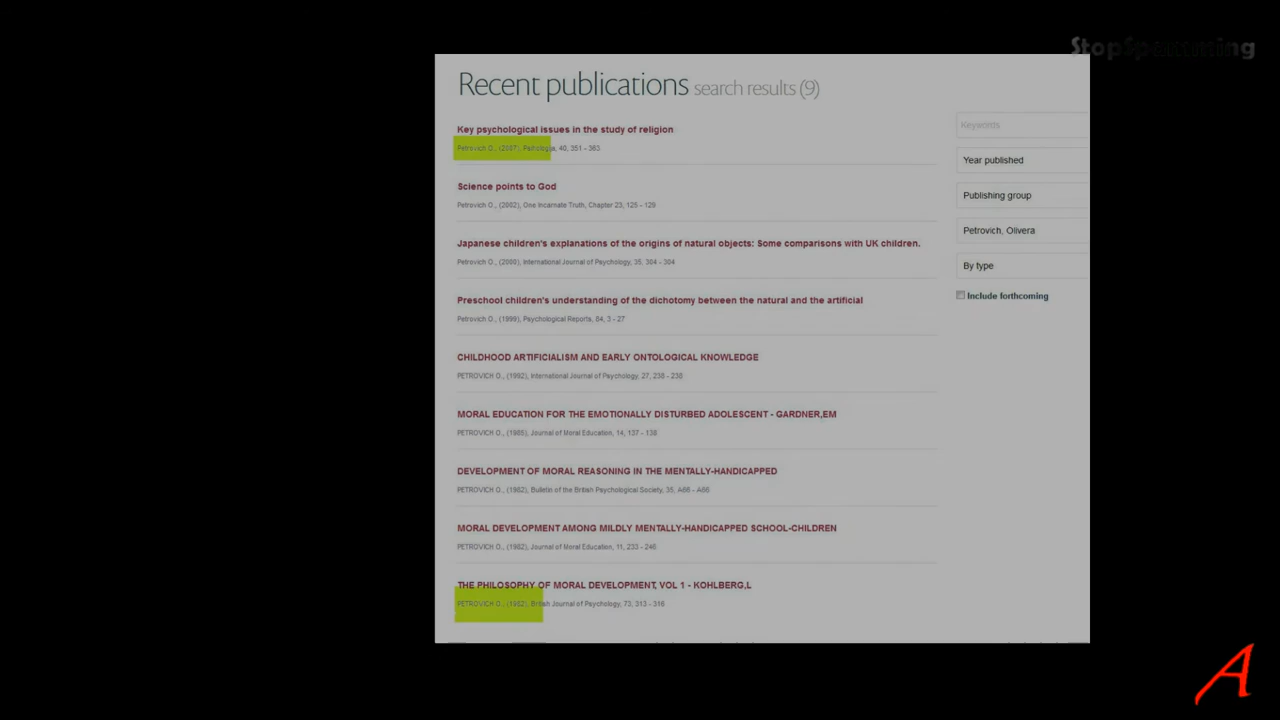 StopSpamming
Recent publications search results (9)
Key psychological issues in the study of religion
Petrovich O., (2007), Psihologija, 40, 351 - 363
Science points to God
Petrovich O., (2002), One Incarnate Truth, Chapter 23, 125 - 129
Japanese children's explanations of the origins of natural objects: Some comparisons with UK children.
Petrovich O., (2000), International Journal of Psychology, 35, 304 - 304
Preschool children's understanding of the dichotomy between the natural and the artificial
Petrovich O., (1999), Psychological Reports, 84, 3 - 27
CHILDHOOD ARTIFICIALISM AND EARLY ONTOLOGICAL KNOWLEDGE
PETROVICH O., (1992), International Journal of Psychology, 27, 238 - 238
MORAL EDUCATION FOR THE EMOTIONALLY DISTURBED ADOLESCENT - GARDNER,EM
PETROVICH O., (1985), Journal of Moral Education, 14, 137 - 138
DEVELOPMENT OF MORAL REASONING IN THE MENTALLY-HANDICAPPED
PETROVICH O., (1982), Bulletin of the British Psychological Society, 35, A66 - A66
MORAL DEVELOPMENT AMONG MILDLY MENTALLY-HANDICAPPED SCHOOL-CHILDREN
PETROVICH O., (1982), Journal of Moral Education, 11, 233 - 246
THE PHILOSOPHY OF MORAL DEVELOPMENT, VOL 1 - KOHLBERG,L
PETROVICH O., (1982), British Journal of Psychology, 73, 313 - 316
Keywords
Year published
Publishing group
Petrovich, Olivera
By type
Include forthcoming
A